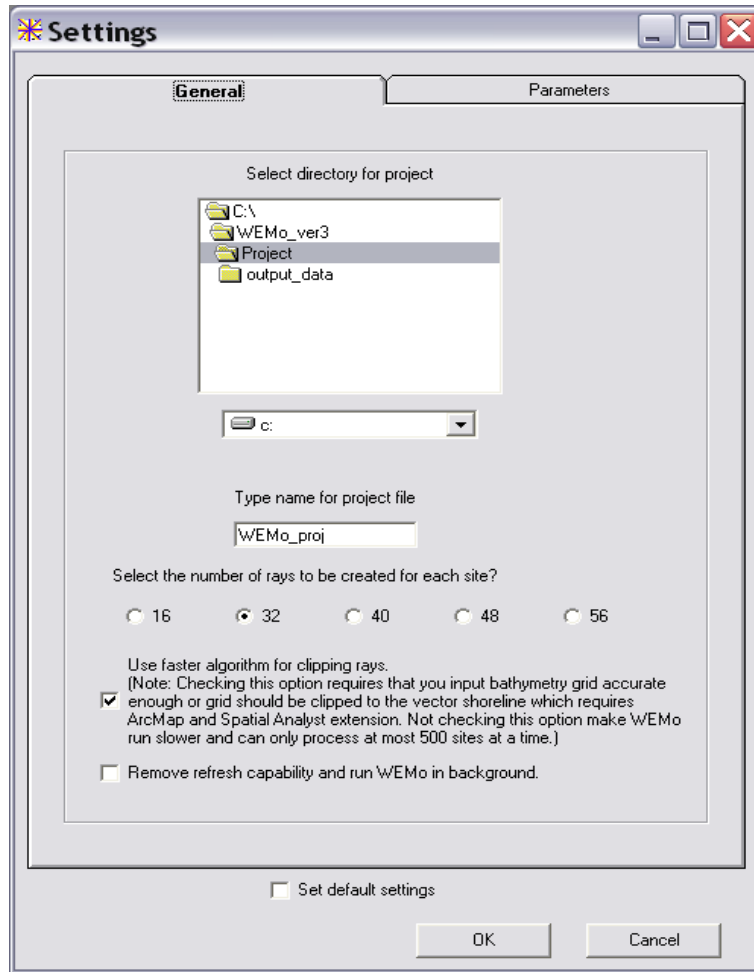 Settings
General
Parameters
Select directory for project
C:\
WEMo_ver3
Project
output_data
c:
Type name for project file
WEMo_proj
Select the number of rays to be created for each site?
16 32 40 48 56
Use faster algorithm for clipping rays.
(Note: Checking this option requires that you input bathymetry grid accurate
enough or grid should be clipped to the vector shoreline which requires
ArcMap and Spatial Analyst extension. Not checking this option make WEMo
run slower and can only process at most 500 sites at a time.)
Remove refresh capability and run WEMo in background.
Set default settings
OK
Cancel